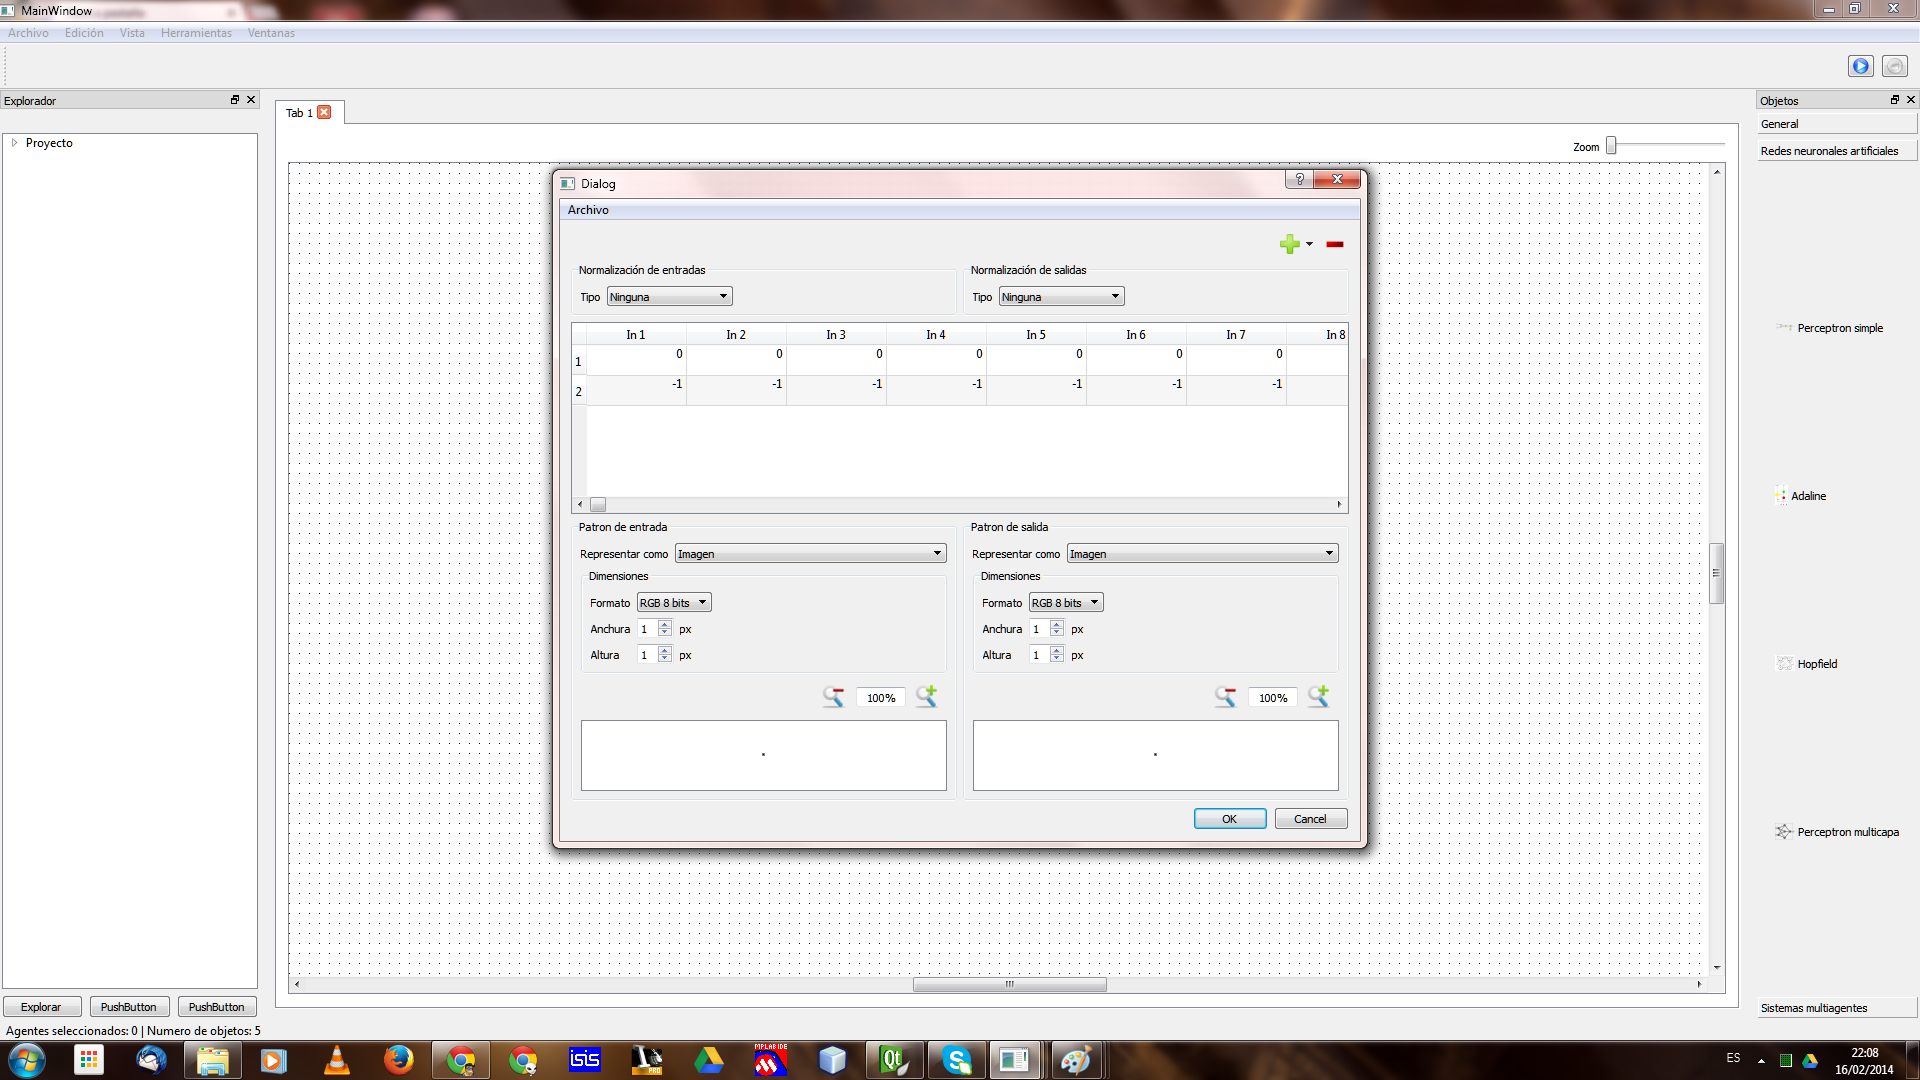 MainWindow
Archivo Edición Vista Herramientas Ventanas
Explorador
Proyecto
Tab 1
Zoom
Objetos
General
Redes neuronales artificiales
Perceptron simple
Adaline
Hopfield
Perceptron multicapa
Sistemas multiagentes
Dialog
Archivo
Normalización de entradas Normalización de salidas
Tipo Ninguna Tipo Ninguna
In 1 In 2 In 3 In 4 In 5 In 6 In 7 In 8
1 0 0 0 0 0 0 0
2 -1 -1 -1 -1 -1 -1 -1
Patron de entrada Patron de salida
Representar como Imagen Representar como Imagen
Dimensiones Dimensiones
Formato RGB 8 bits Formato RGB 8 bits
Anchura 1 px Anchura 1 px
Altura 1 px Altura 1 px
100% 100%
OK Cancel
Explorar PushButton PushButton
Agentes seleccionados: 0 | Numero de objetos: 5
isis
PRO
MPLAB IDE
Qt
ES
22:08
16/02/2014